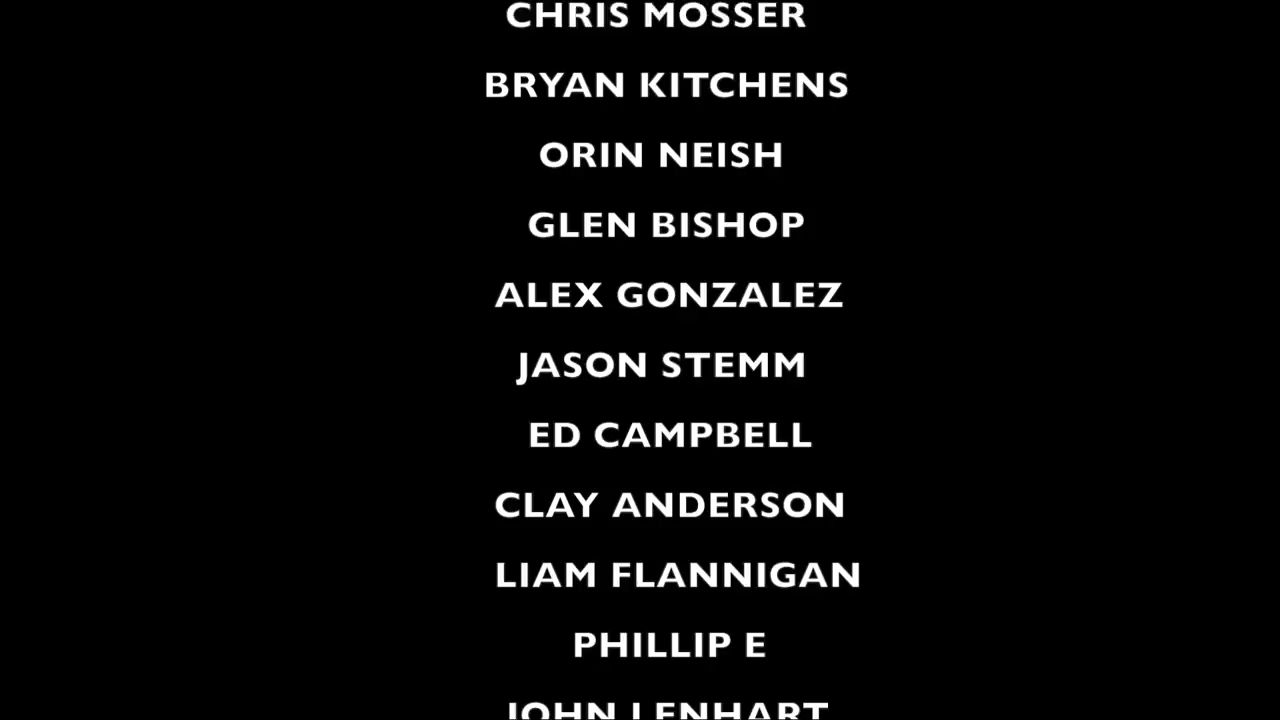 CHRIS MOSSER
BRYAN KITCHENS
ORIN NEISH
GLEN BISHOP
ALEX GONZALEZ
JASON STEMM
ED CAMPBELL
CLAY ANDERSON
LIAM FLANNIGAN
PHILLIP E
JOHN LENHART